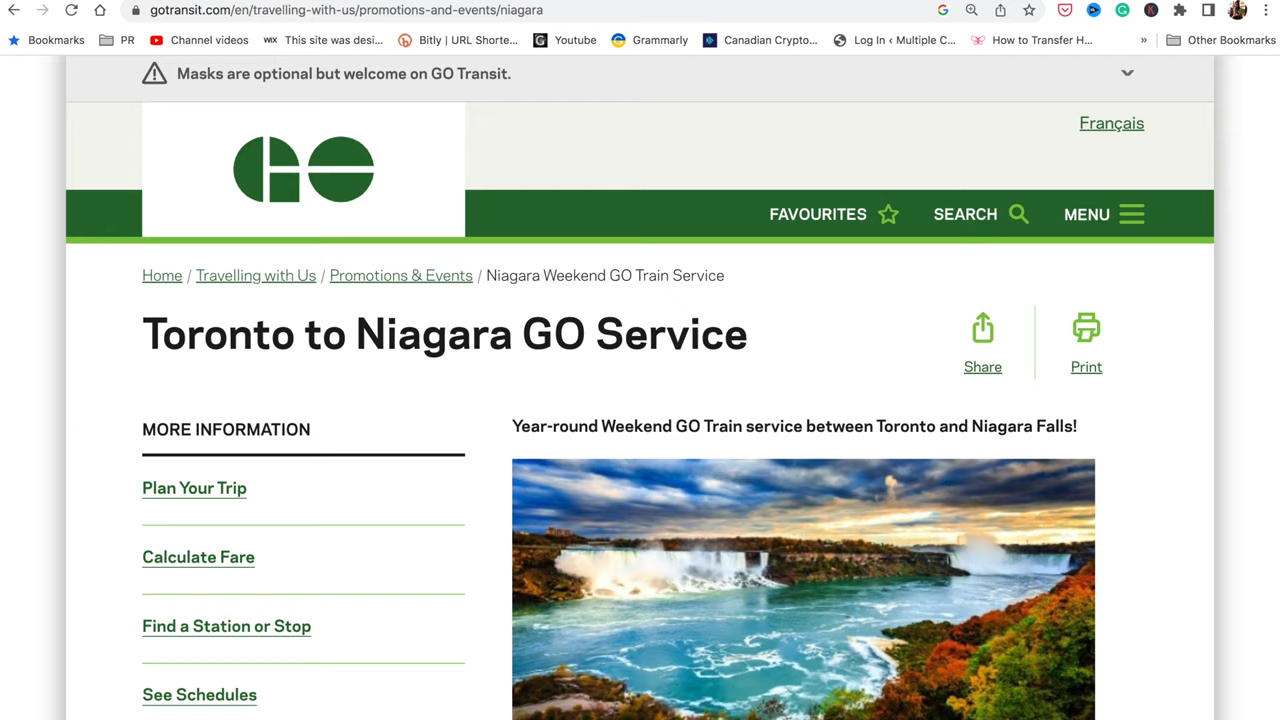 gotransit.com/en/travelling-with-us/promotions-and-events/niagara
Bookmarks PR Channel videos WIX This site was desi... Bitly | URL Shorte... Youtube Grammarly Canadian Crypto... Log In ‹ Multiple C... How to Transfer H... » Other Bookmarks
Masks are optional but welcome on GO Transit.
Français
GO
FAVOURITES SEARCH MENU
Home / Travelling with Us / Promotions & Events / Niagara Weekend GO Train Service
Toronto to Niagara GO Service
Share Print
MORE INFORMATION
Year-round Weekend GO Train service between Toronto and Niagara Falls!
Plan Your Trip
Calculate Fare
Find a Station or Stop
See Schedules